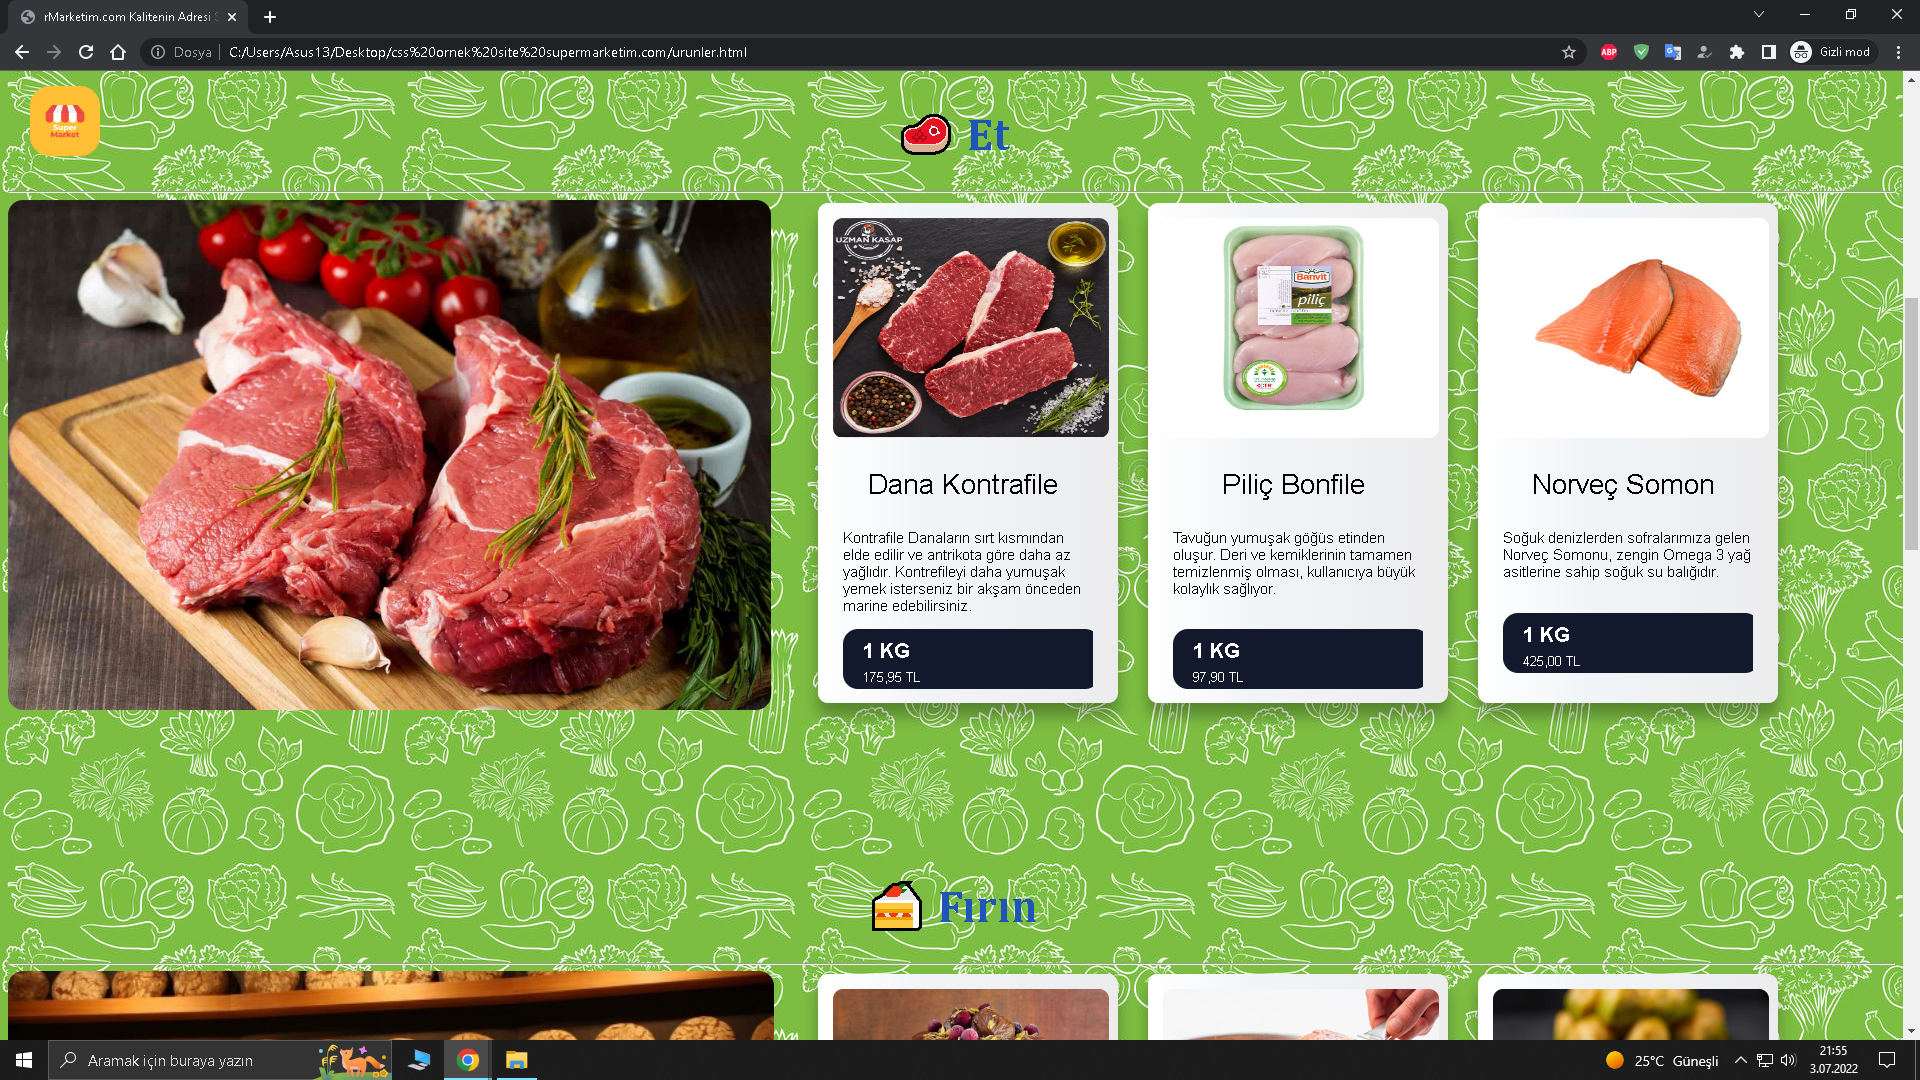 rMarketim.com Kalitenin Adresi S
Dosya
C:/Users/Asus13/Desktop/css%20ornek%20site%20supermarketim.com/urunler.html
ABP
Gizli mod
Super
Market
Et
UZMAN KASAP
Banvit
piliç
Dana Kontrafile
Piliç Bonfile
Norveç Somon
Kontrafile Danaların sırt kısmından
elde edilir ve antrikota göre daha az
yağlıdır. Kontrefileyi daha yumuşak
yemek isterseniz bir akşam önceden
marine edebilirsiniz.
Tavuğun yumuşak göğüs etinden
oluşur. Deri ve kemiklerinin tamamen
temizlenmiş olması, kullanıcıya büyük
kolaylık sağlıyor.
Soğuk denizlerden sofralarımıza gelen
Norveç Somonu, zengin Omega 3 yağ
asitlerine sahip soğuk su balığıdır.
1 KG
175,95 TL
1 KG
97,90 TL
1 KG
425,00 TL
Fırın
Aramak için buraya yazın
25°C Güneşli
21:55
3.07.2022